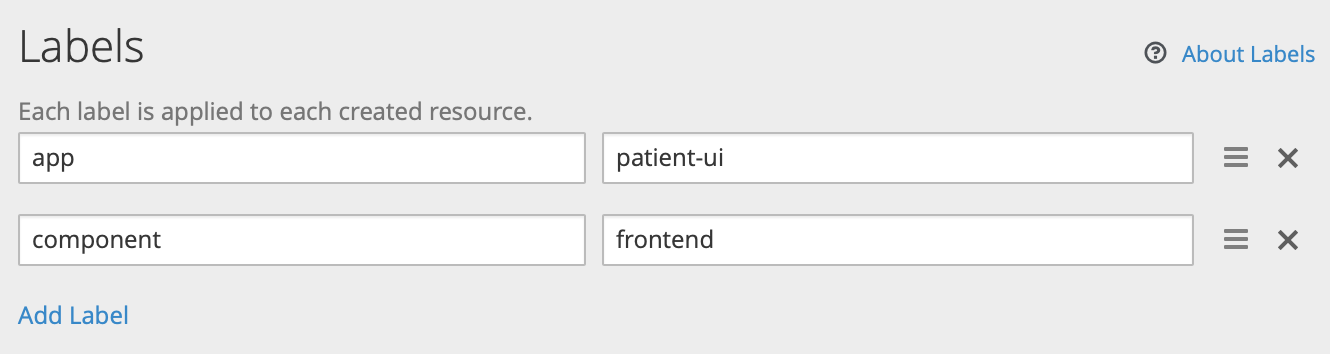 Labels
About Labels
Each label is applied to each created resource.
app patient-ui
component frontend
Add Label